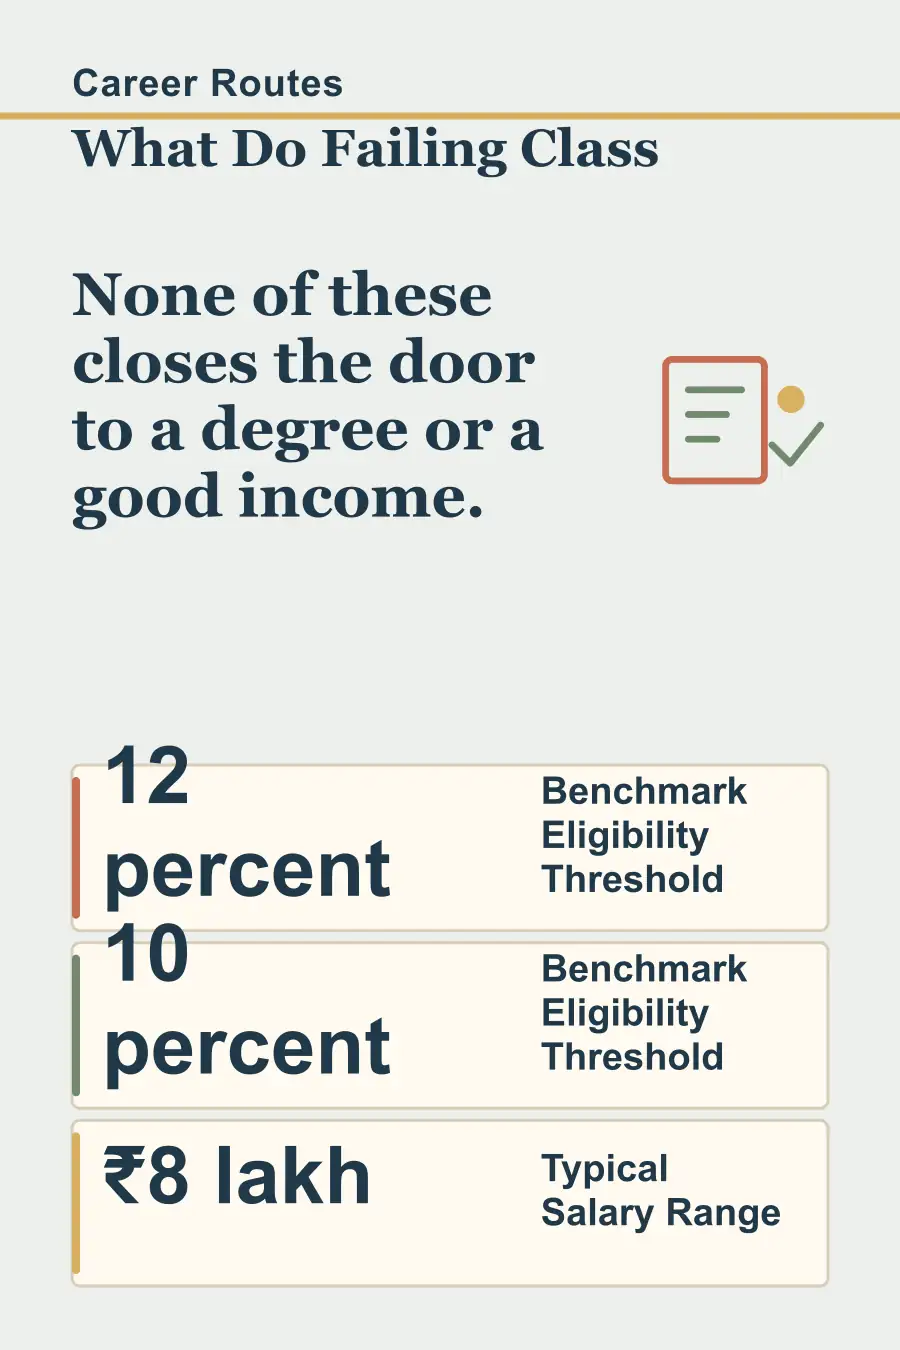 Career Routes
What Do Failing Class
None of these
closes the door
to a degree or a
good income.
12
percent
Benchmark
Eligibility
Threshold
10
percent
Benchmark
Eligibility
Threshold
₹8 lakh
Typical
Salary Range